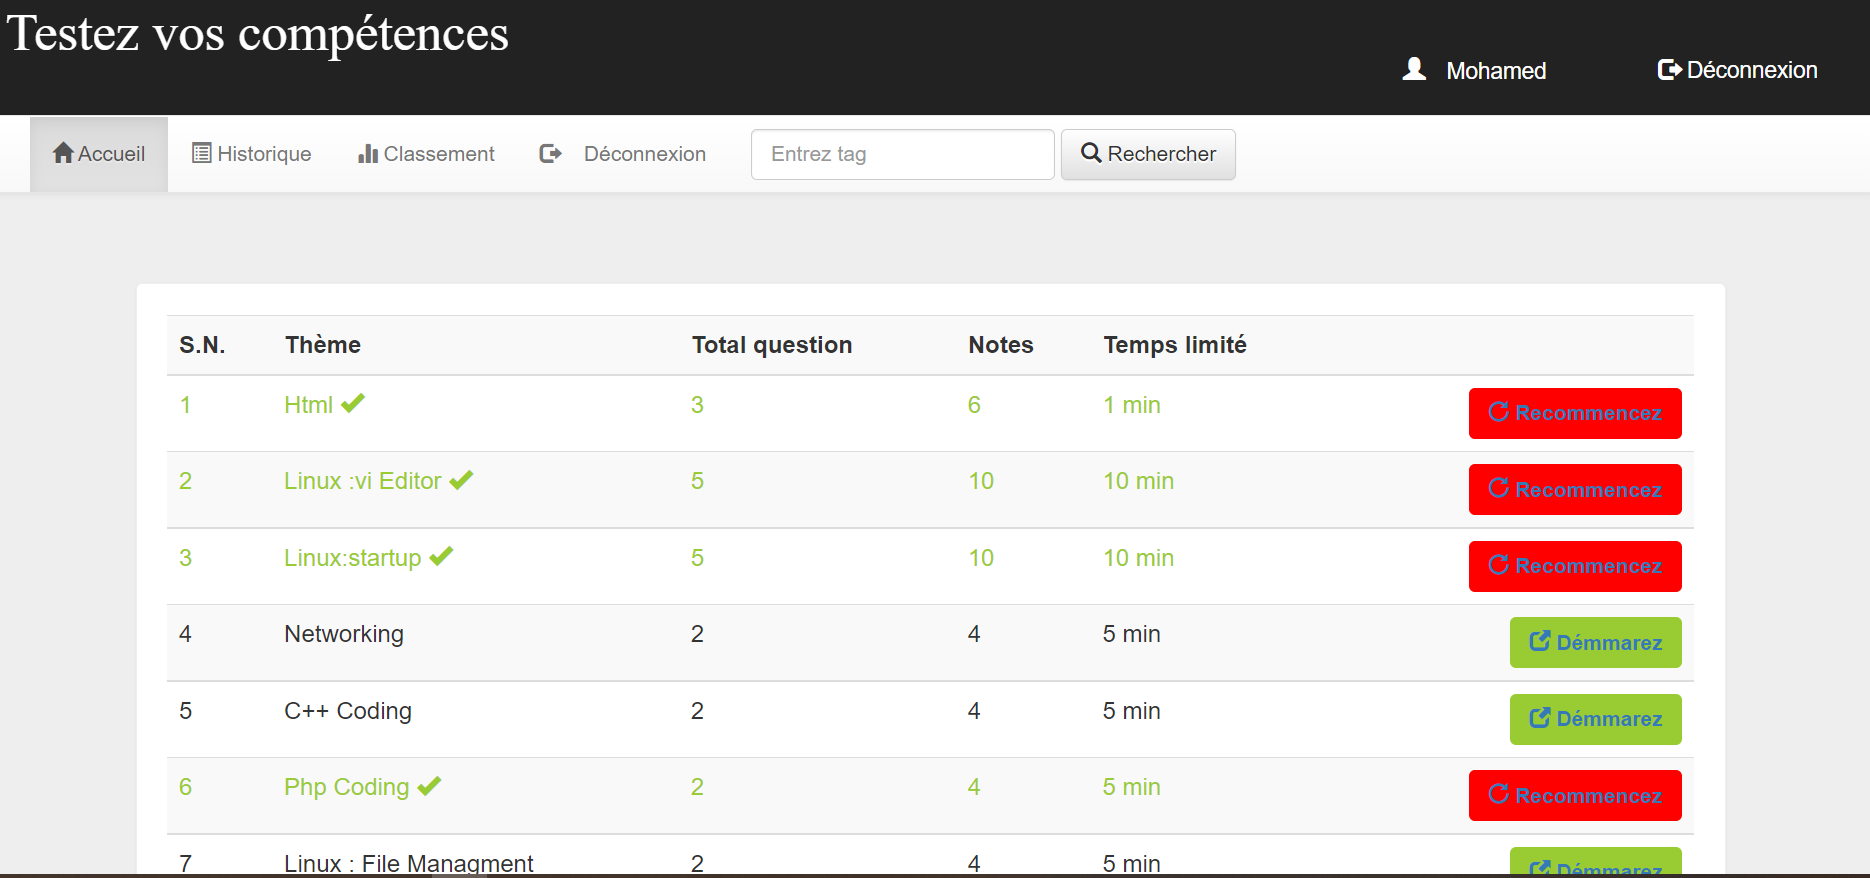 Testez vos compétences
Mohamed
Déconnexion
Accueil
Historique
Classement
Déconnexion
Entrez tag
Rechercher
S.N. Thème Total question Notes Temps limité
1 Html 3 6 1 min Recommencez
2 Linux :vi Editor 5 10 10 min Recommencez
3 Linux:startup 5 10 10 min Recommencez
4 Networking 2 4 5 min Démmarez
5 C++ Coding 2 4 5 min Démmarez
6 Php Coding 2 4 5 min Recommencez
7 Linux : File Managment 2 4 5 min Démmarez